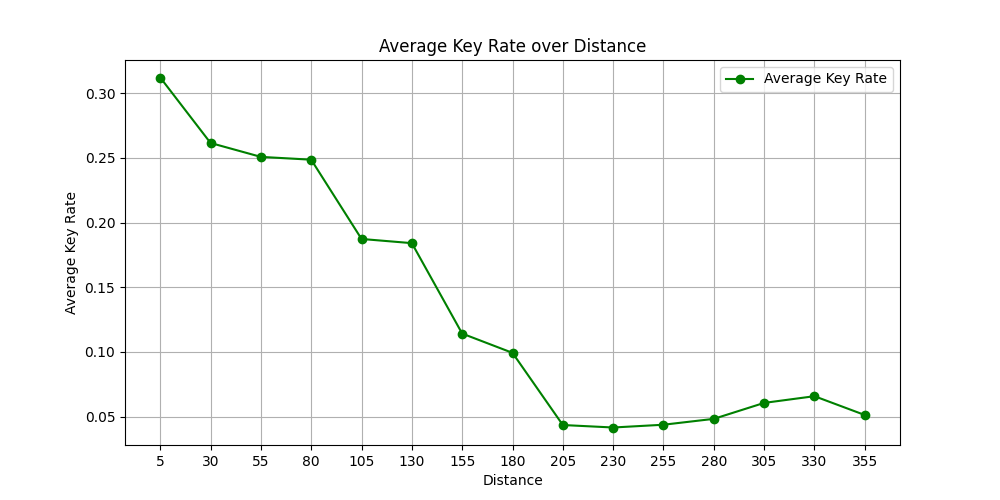 Average Key Rate over Distance
Average Key Rate
Average Key Rate
0.30
0.25
0.20
0.15
0.10
0.05
5 30 55 80 105 130 155 180 205 230 255 280 305 330 355
Distance